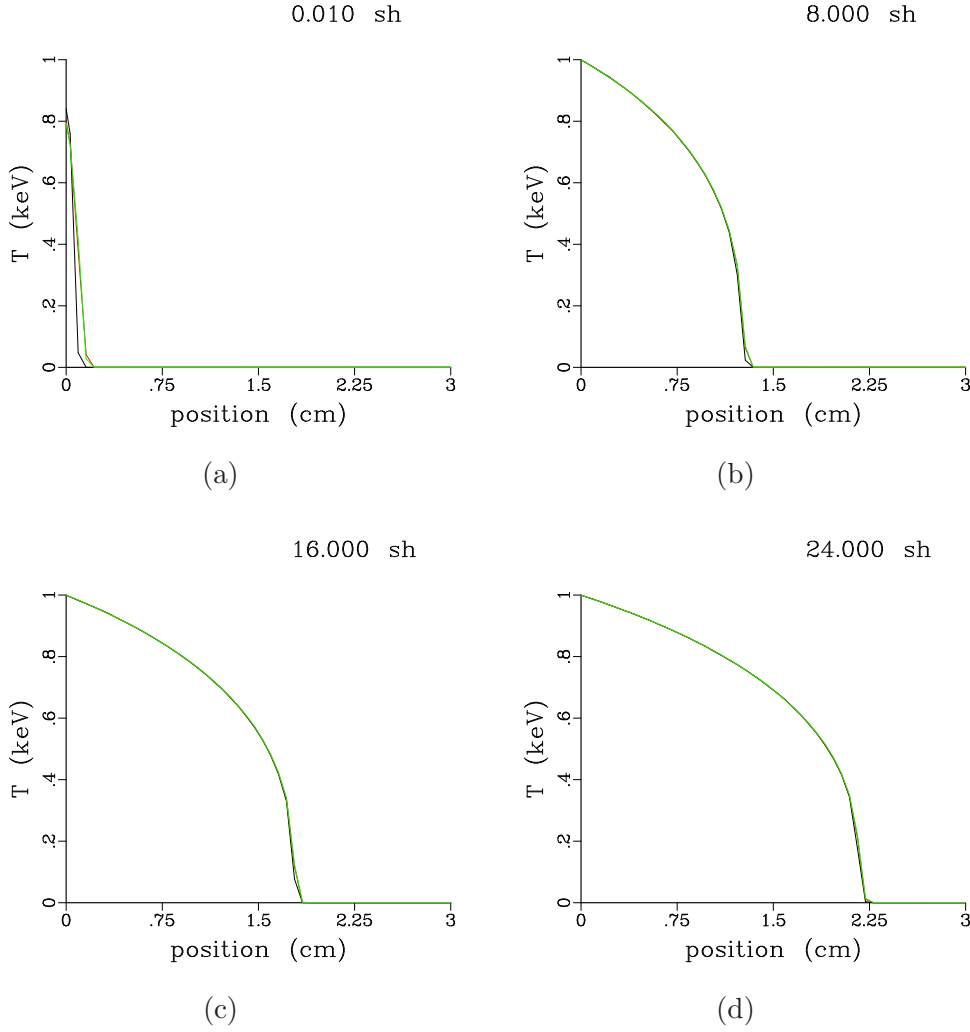 0.010 sh
1
.8
.6
.4
.2
0
T (keV)
0 .75 1.5 2.25 3
position (cm)
(a)
8.000 sh
1
.8
.6
.4
.2
0
T (keV)
0 .75 1.5 2.25 3
position (cm)
(b)
16.000 sh
1
.8
.6
.4
.2
0
T (keV)
0 .75 1.5 2.25 3
position (cm)
(c)
24.000 sh
1
.8
.6
.4
.2
0
T (keV)
0 .75 1.5 2.25 3
position (cm)
(d)